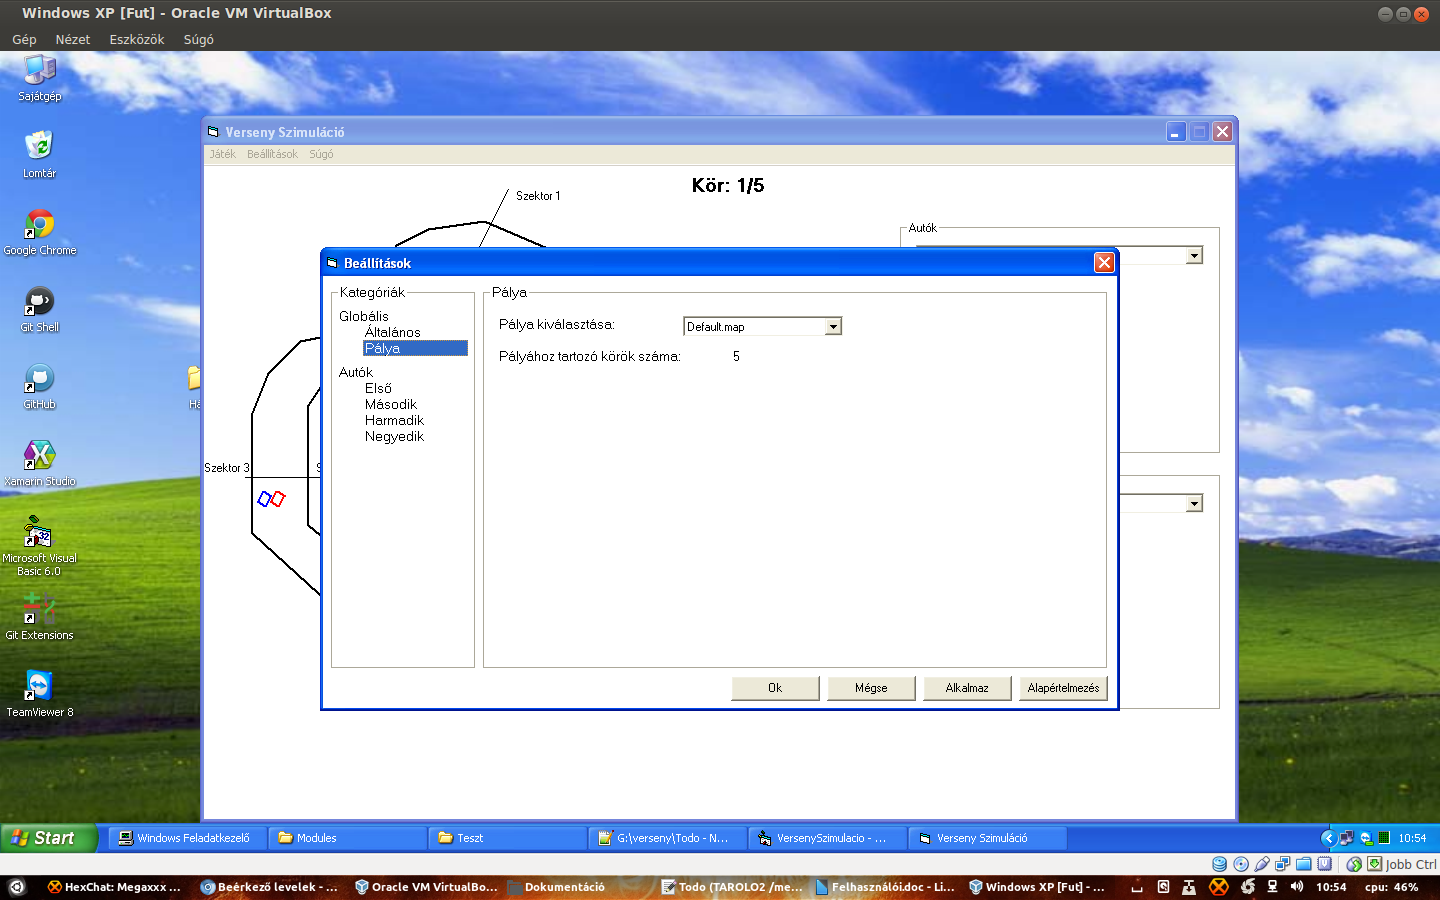 Windows XP [Fut] - Oracle VM VirtualBox
Gép Nézet Eszközök Súgó
Sajátgép
Lomtár
Google Chrome
Git Shell
GitHub
Xamarin Studio
Microsoft Visual
Basic 6.0
Git Extensions
TeamViewer 8
Verseny Szimuláció
Játék Beállítások Súgó
Kör: 1/5
Szektor 1
Autók
Szektor 3
Beállítások
Kategóriák
Globális
Általános
Pálya
Autók
Első
Második
Harmadik
Negyedik
Pálya
Pálya kiválasztása: Default.map
Pályához tartozó körök száma: 5
Ok Mégse Alkalmaz Alapértelmezés
Start Windows Feladatkezelő Modules Teszt G:\verseny\Todo - N... VersenySzimulacio - ... Verseny Szimuláció 10:54
Jobb Ctrl
HexChat: Megaxxx ... Beérkező levelek - ... Oracle VM VirtualBo... Dokumentáció Todo (TAROLO2 /me... Felhasználói.doc - Li... Windows XP [Fut] - ... 10:54 cpu: 46%